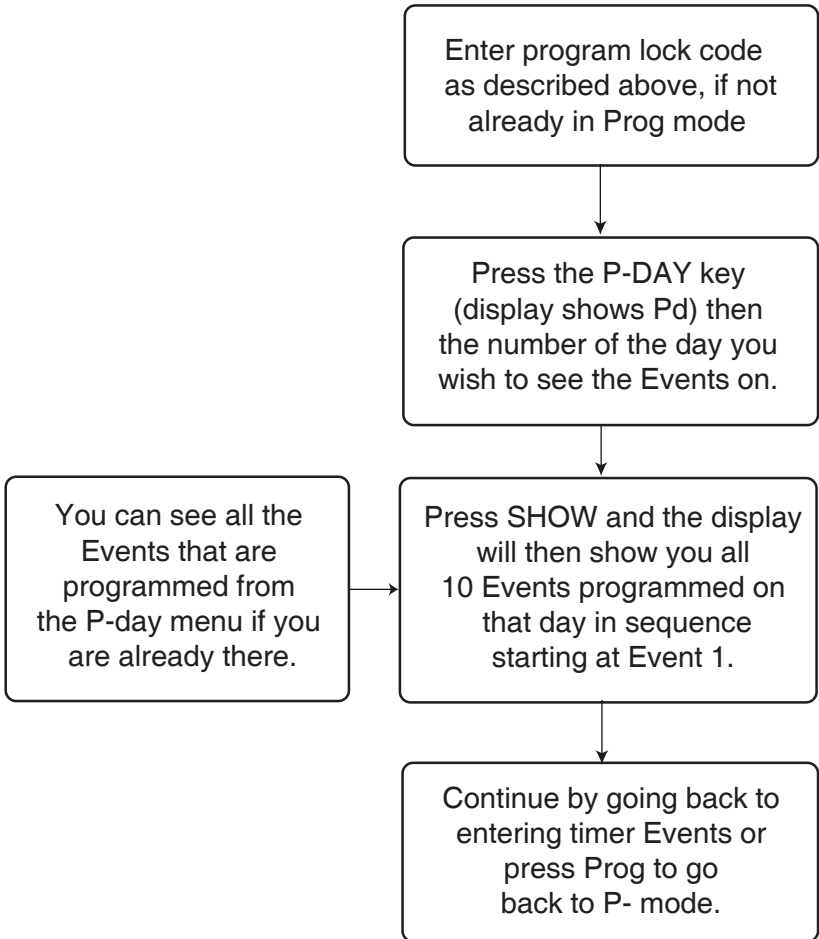 Enter program lock code
as described above, if not
already in Prog mode
Press the P-DAY key
(display shows Pd) then
the number of the day you
wish to see the Events on.
You can see all the
Events that are
programmed from
the P-day menu if you
are already there.
Press SHOW and the display
will then show you all
10 Events programmed on
that day in sequence
starting at Event 1.
Continue by going back to
entering timer Events or
press Prog to go
back to P- mode.